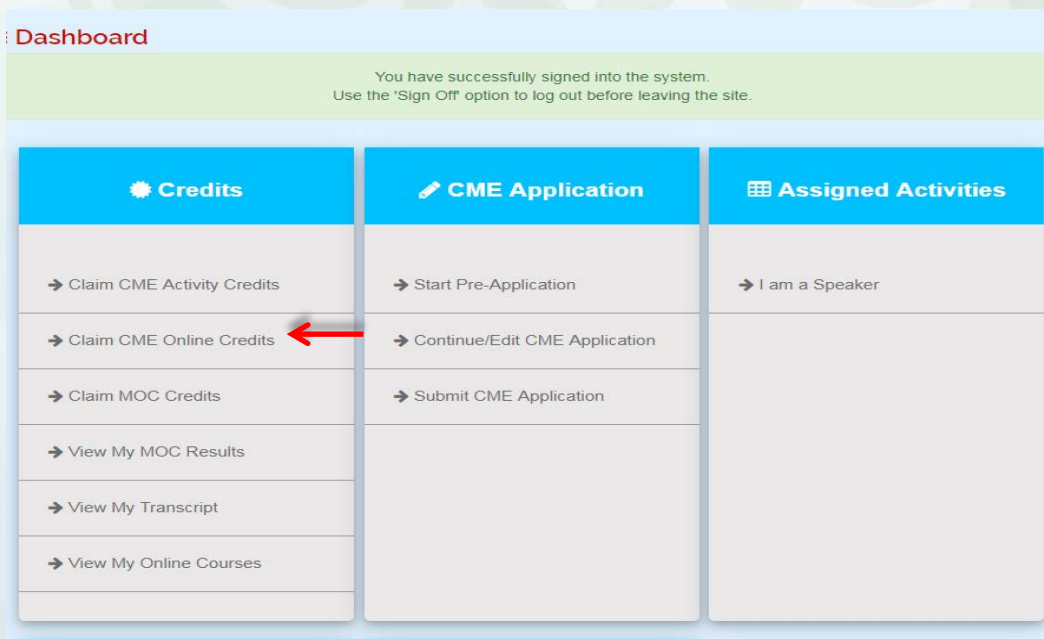 Dashboard
You have successfully signed into the system.
Use the 'Sign Off' option to log out before leaving the site.
Credits
Claim CME Activity Credits
Claim CME Online Credits
Claim MOC Credits
View My MOC Results
View My Transcript
View My Online Courses
CME Application
Start Pre-Application
Continue/Edit CME Application
Submit CME Application
Assigned Activities
I am a Speaker